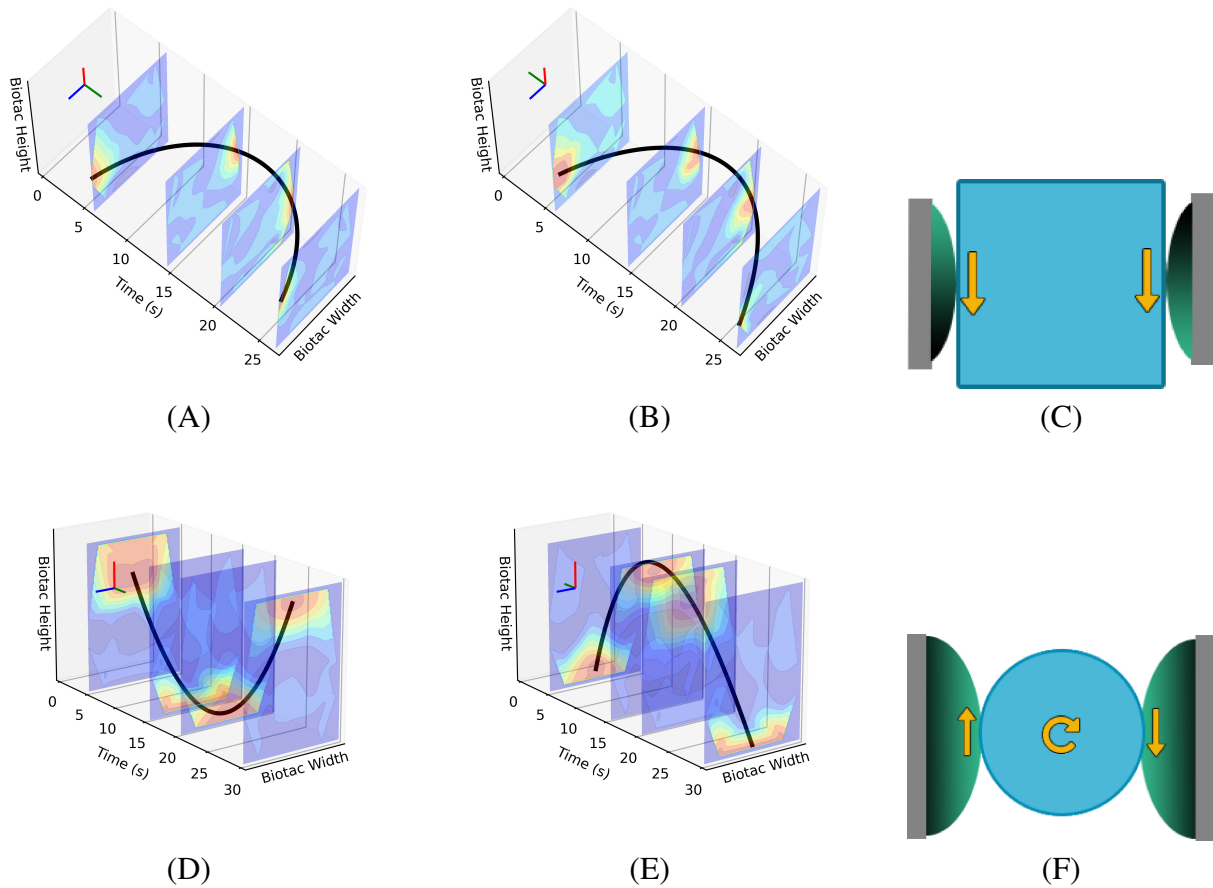 Biotac Height
0
5
10
15
20
25
Time (s)
Biotac Width
(A)
Biotac Height
0
5
10
15
20
25
Time (s)
Biotac Width
(B)
(C)
Biotac Height
0
5
10
15
20
25
30
Time (s)
Biotac Width
(D)
Biotac Height
0
5
10
15
20
25
30
Time (s)
Biotac Width
(E)
(F)